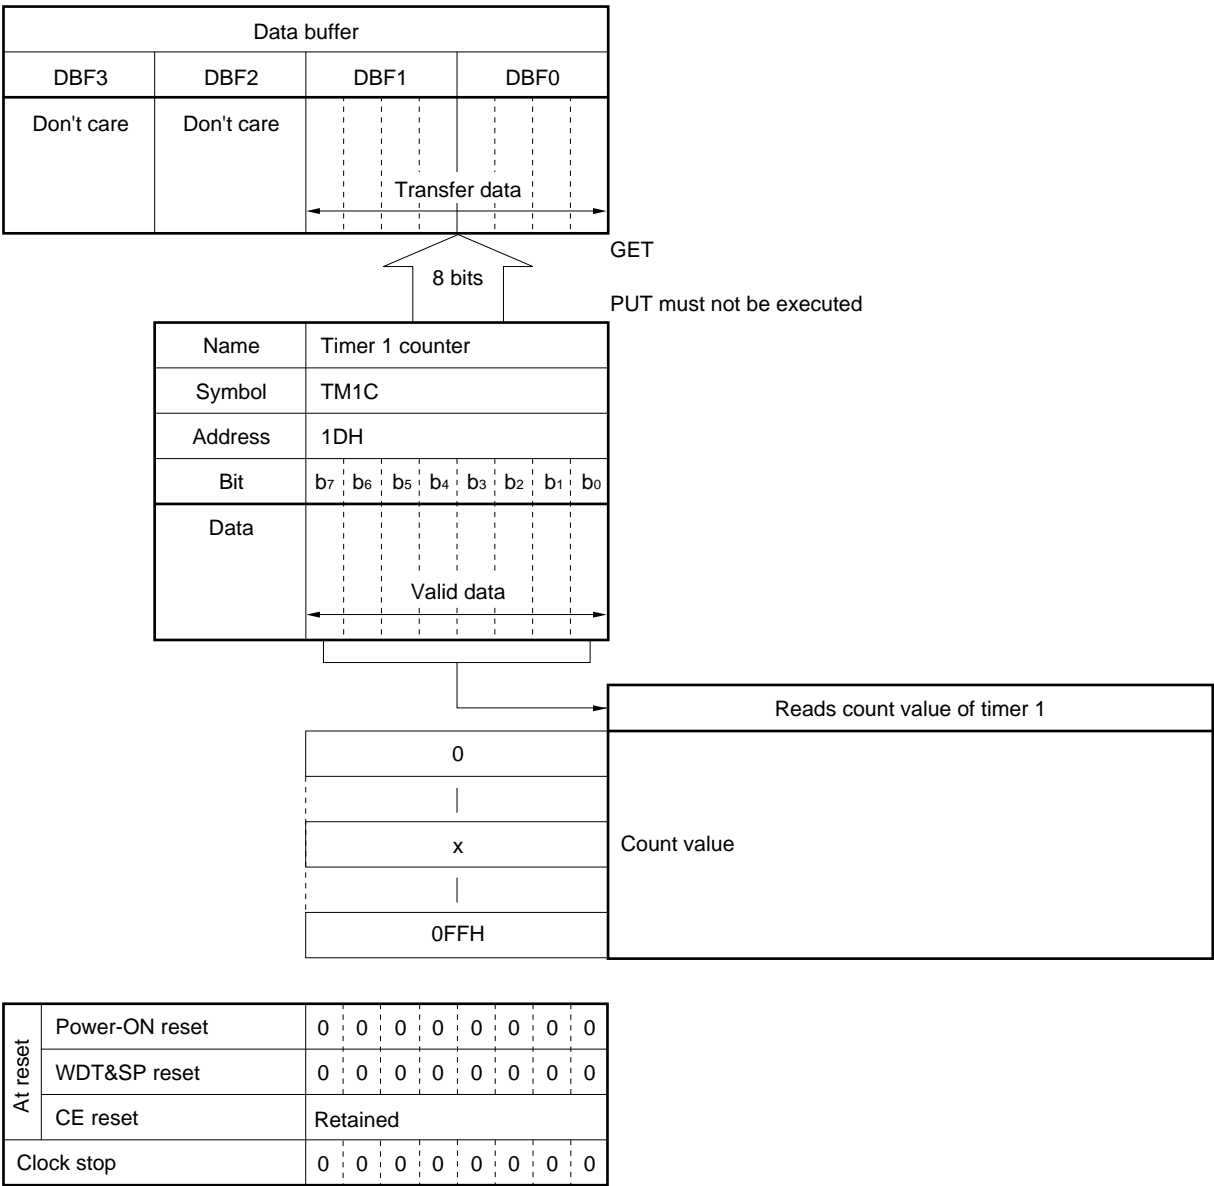 Data buffer
DBF3 DBF2 DBF1 DBF0
Don't care Don't care
Transfer data
GET
8 bits
PUT must not be executed
Name Timer 1 counter
Symbol TM1C
Address 1DH
Bit b7 b6 b5 b4 b3 b2 b1 b0
Data
Valid data
Reads count value of timer 1
0
x Count value
0FFH
At reset
Power-ON reset 0 0 0 0 0 0 0 0
WDT&SP reset 0 0 0 0 0 0 0 0
CE reset Retained
Clock stop 0 0 0 0 0 0 0 0